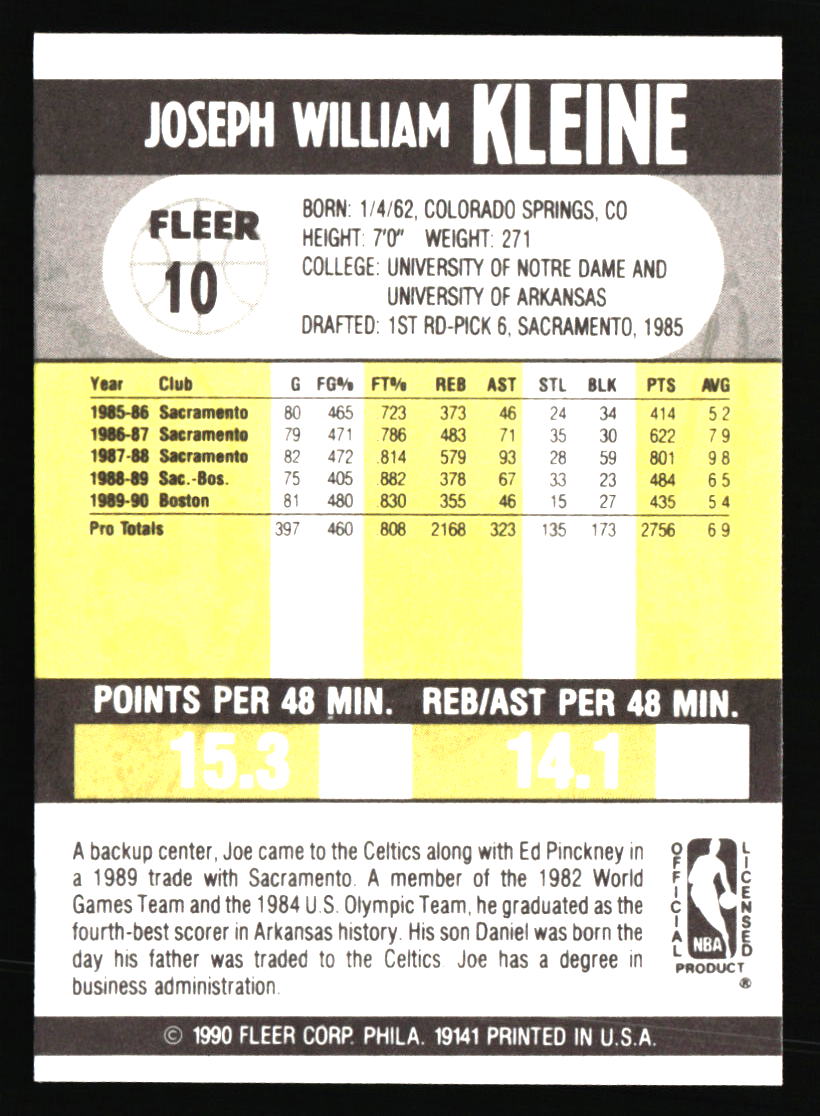 JOSEPH WILLIAM KLEINE
FLEER
10
BORN: 1/4/62, COLORADO SPRINGS, CO
HEIGHT: 7'0" WEIGHT: 271
COLLEGE: UNIVERSITY OF NOTRE DAME AND
UNIVERSITY OF ARKANSAS
DRAFTED: 1ST RD-PICK 6, SACRAMENTO, 1985
Year Club G FG% FT% REB AST STL BLK PTS AVG
1985-86 Sacramento 80 465 .723 373 46 24 34 414 5 2
1986-87 Sacramento 79 471 .786 483 71 35 30 622 7 9
1987-88 Sacramento 82 472 .814 579 93 28 59 801 9 8
1988-89 Sac.-Bos. 75 405 .882 378 67 33 23 484 6 5
1989-90 Boston 81 480 .830 355 46 15 27 435 5 4
Pro Totals 397 460 808 2168 323 135 173 2756 6 9
POINTS PER 48 MIN. REB/AST PER 48 MIN.
15.3 14.1
A backup center, Joe came to the Celtics along with Ed Pinckney in
a 1989 trade with Sacramento. A member of the 1982 World
Games Team and the 1984 U.S. Olympic Team, he graduated as the
fourth-best scorer in Arkansas history. His son Daniel was born the
day his father was traded to the Celtics. Joe has a degree in
business administration.
OFFICIAL
LICENSED
NBA
PRODUCT
®
© 1990 FLEER CORP. PHILA. 19141 PRINTED IN U.S.A.